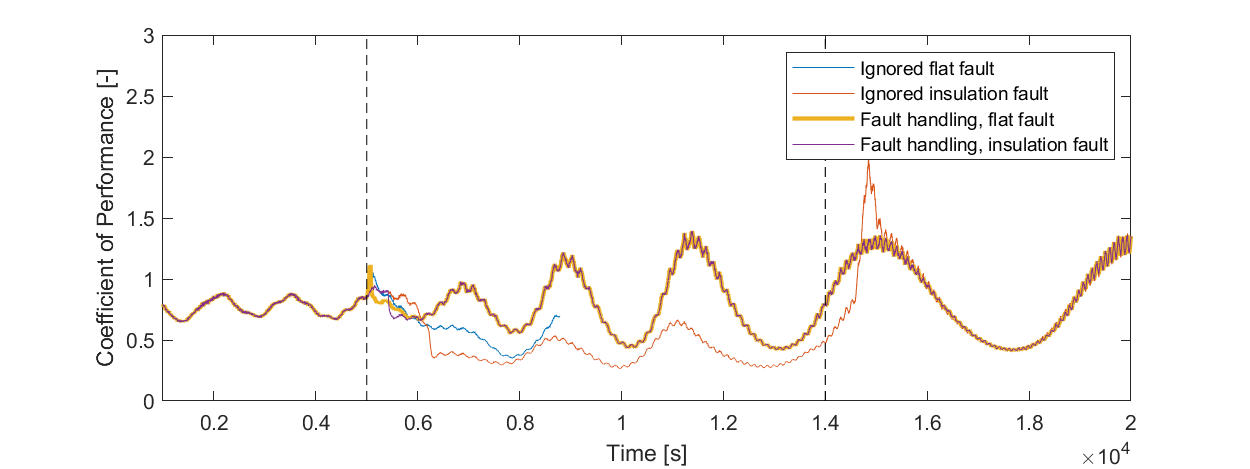 3
2.5
2
1.5
1
0.5
0
Coefficient of Performance [-]
Ignored flat fault
Ignored insulation fault
Fault handling, flat fault
Fault handling, insulation fault
0.2 0.4 0.6 0.8 1 1.2 1.4 1.6 1.8 2
Time [s]
×10^4